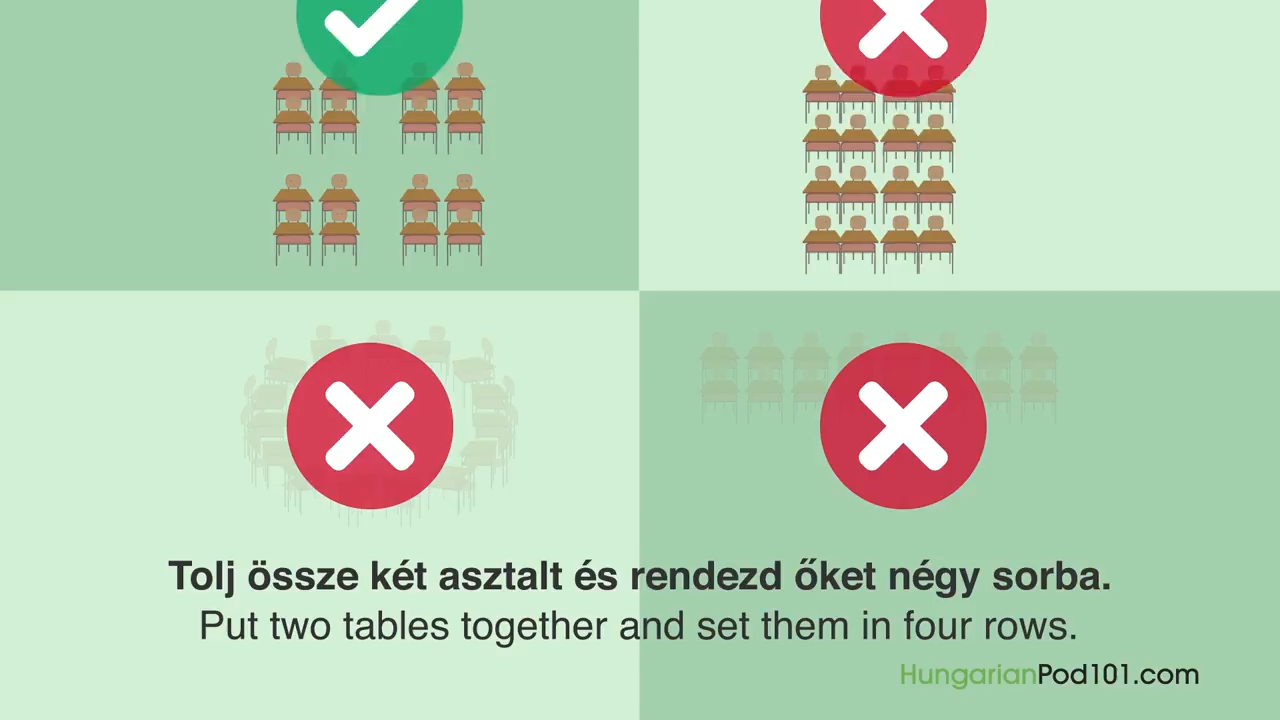 Tolj össze két asztalt és rendezd őket négy sorba.
Put two tables together and set them in four rows.
HungarianPod101.com